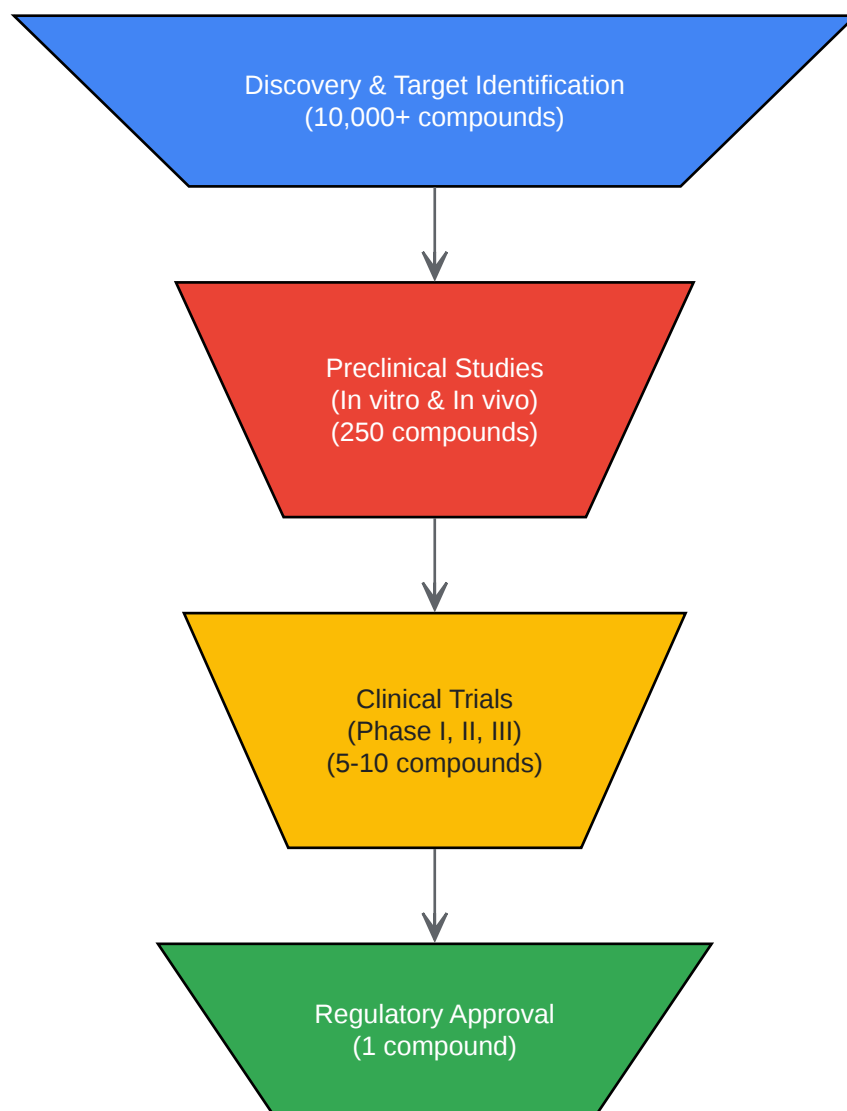 Discovery & Target Identification
(10,000+ compounds)
Preclinical Studies
(In vitro & In vivo)
(250 compounds)
Clinical Trials
(Phase I, II, III)
(5-10 compounds)
Regulatory Approval
(1 compound)